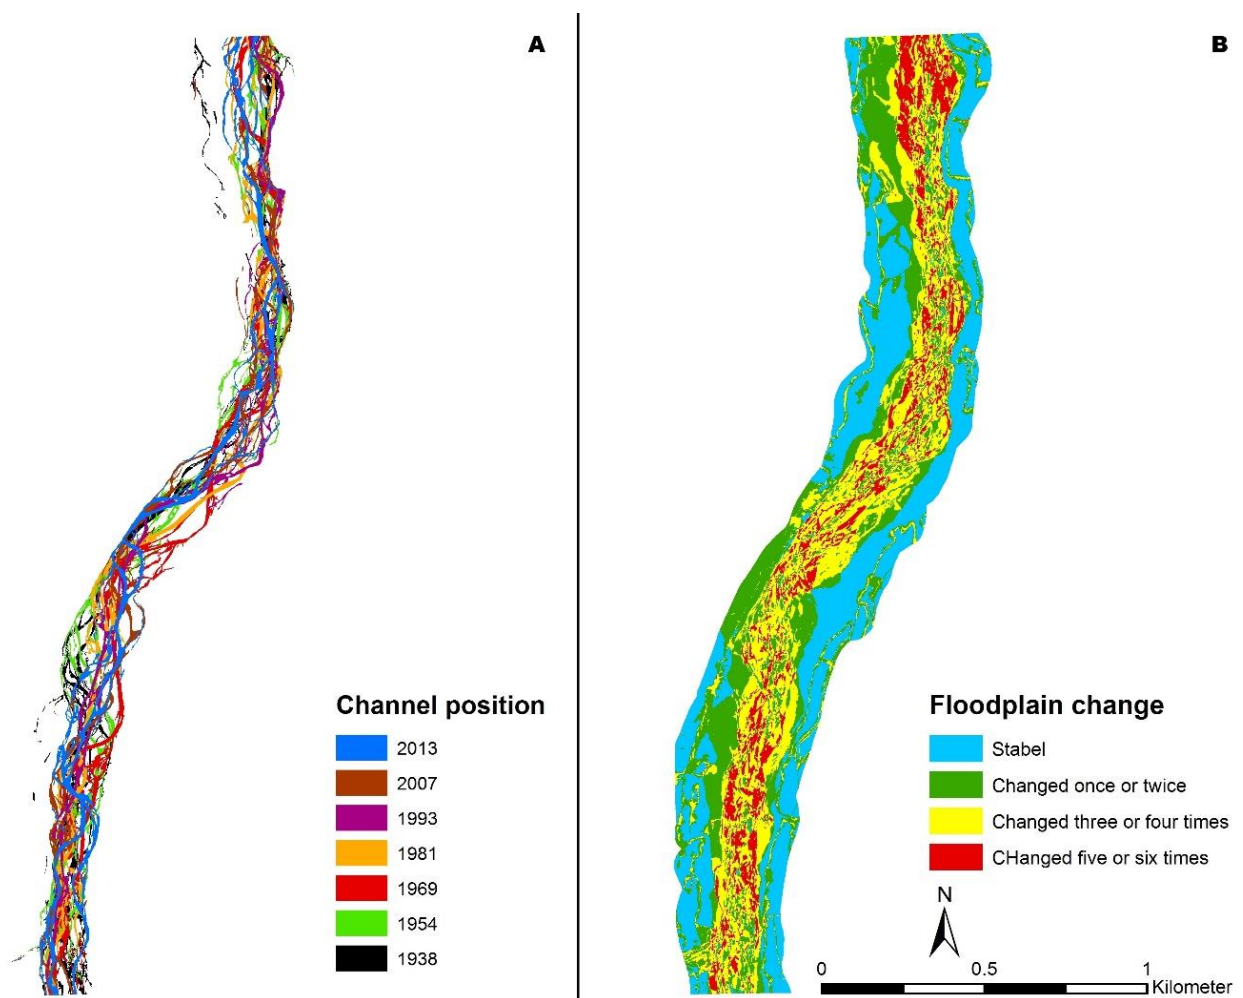 A
B
Channel position
2013
2007
1993
1981
1969
1954
1938
Floodplain change
Stabel
Changed once or twice
Changed three or four times
CHanged five or six times
N
0 0.5 1
Kilometer